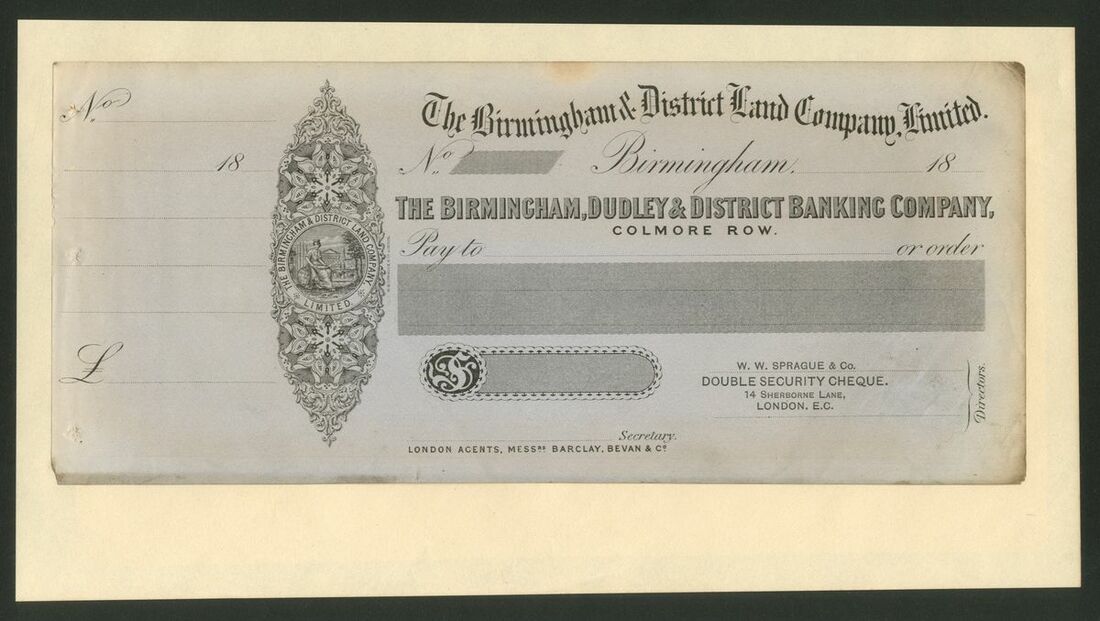 No
18
£
THE BIRMINGHAM & DISTRICT LAND COMPANY,
LIMITED.
The Birmingham & District Land Company, Limited.
No Birmingham, 18
THE BIRMINGHAM, DUDLEY & DISTRICT BANKING COMPANY,
COLMORE ROW.
Pay to or order
£
W. W. SPRAGUE & Co.
DOUBLE SECURITY CHEQUE.
14 SHERBORNE LANE,
LONDON. E.C.
Directors.
Secretary.
LONDON AGENTS, MESSRS BARCLAY, BEVAN & Co